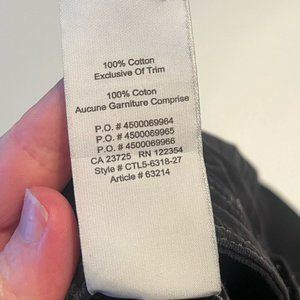 100% Cotton
Exclusive Of Trim
100% Coton
Aucune Garniture Comprise
P.O. # 4500069964
P.O. # 4500069965
P.O. # 4500069966
CA 23725 RN 122354
Style # CTL5-6318-27
Article # 63214